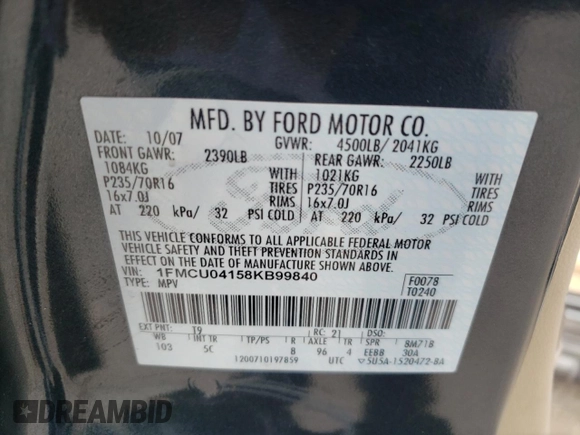 MFD. BY FORD MOTOR CO.
DATE: 10/07 GVWR: 4500LB/ 2041KG
FRONT GAWR: 2390LB REAR GAWR: 2250LB
1084KG WITH 1021KG WITH
P235/70R16 TIRES P235/70R16 TIRES
16x7.0J RIMS 16x7.0J RIMS
AT 220 kPa/ 32 PSI COLD AT 220 kPa/ 32 PSI COLD
THIS VEHICLE CONFORMS TO ALL APPLICABLE FEDERAL MOTOR
VEHICLE SAFETY AND THEFT PREVENTION STANDARDS IN
EFFECT ON THE DATE OF MANUFACTURE SHOWN ABOVE.
VIN: 1FMCU04158KB99840 F0078
TYPE: MPV T0240
EXT PNT: T9 RC: 21 DSO:
WB INT TR TP/PS R AXLE TR SPR 8M71B
103 5C 8 96 4 EE88 30A
1200710197859 UTC 5U5A-1520472-BA
Ford
DREAMBID